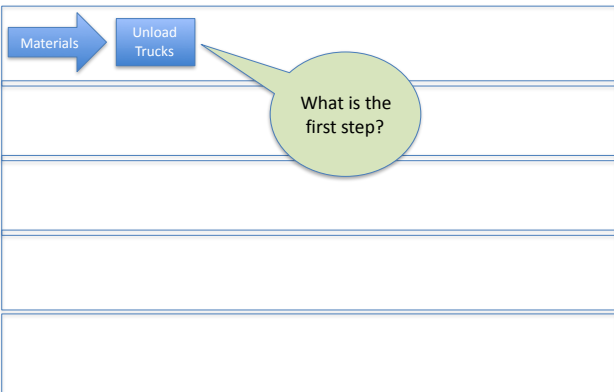 Materials
Unload
Trucks
What is the
first step?